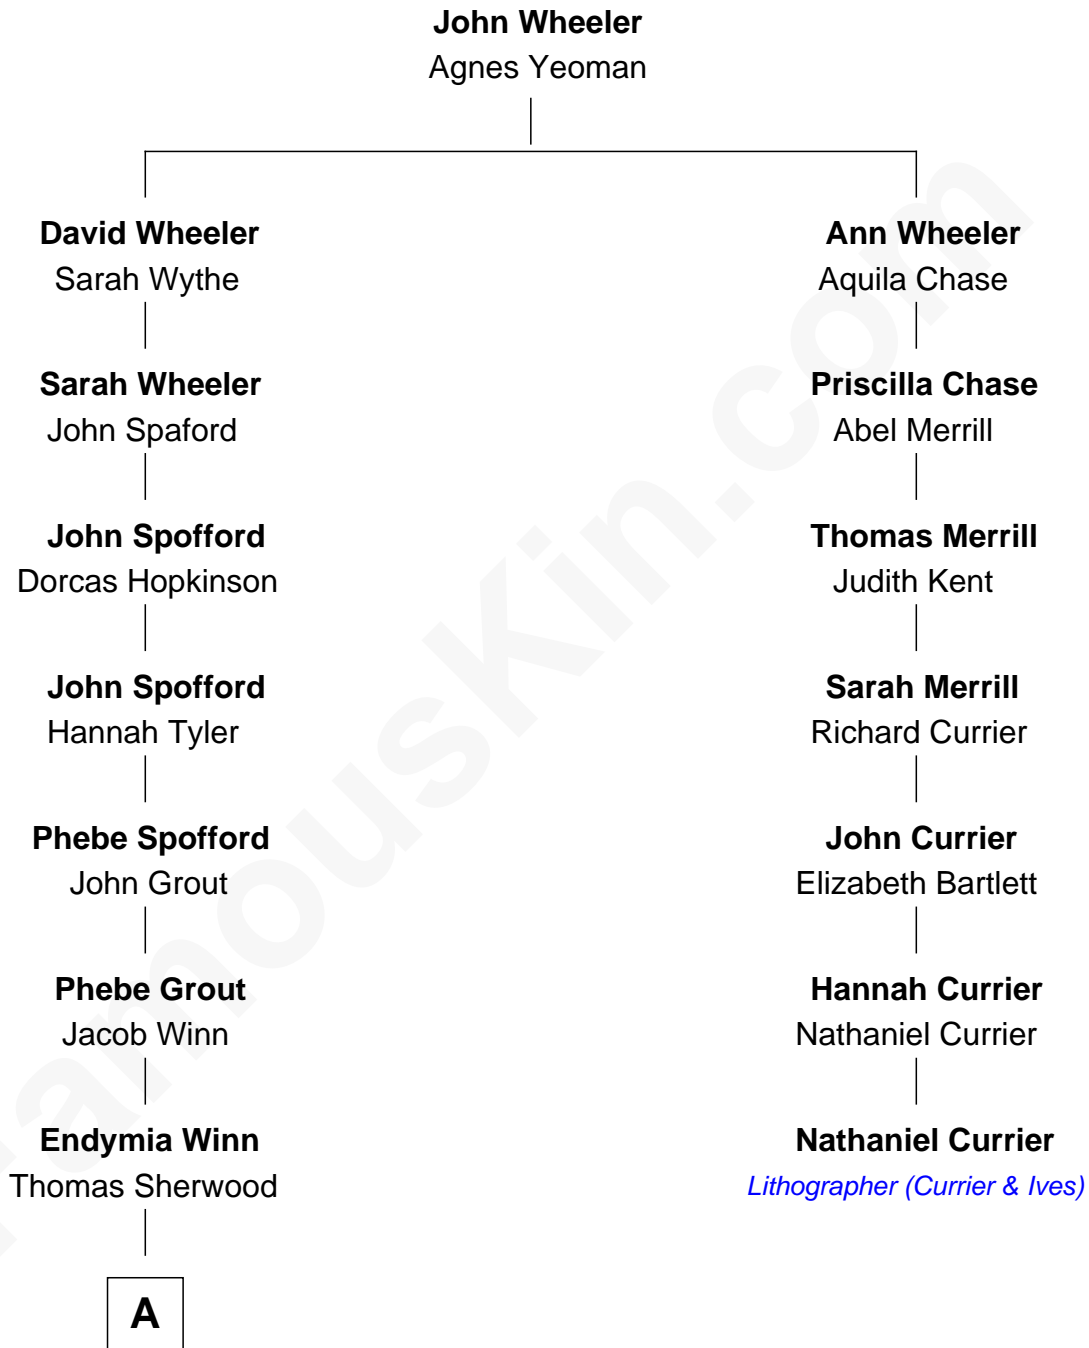 John Wheeler
Agnes Yeoman
David Wheeler
Sarah Wythe
Ann Wheeler
Aquila Chase
Sarah Wheeler
John Spaford
Priscilla Chase
Abel Merrill
John Spofford
Dorcas Hopkinson
Thomas Merrill
Judith Kent
John Spofford
Hannah Tyler
Sarah Merrill
Richard Currier
Phebe Spofford
John Grout
John Currier
Elizabeth Bartlett
Phebe Grout
Jacob Winn
Hannah Currier
Nathaniel Currier
Endymia Winn
Thomas Sherwood
Nathaniel Currier
Lithographer (Currier & Ives)
A
FamousKin.com